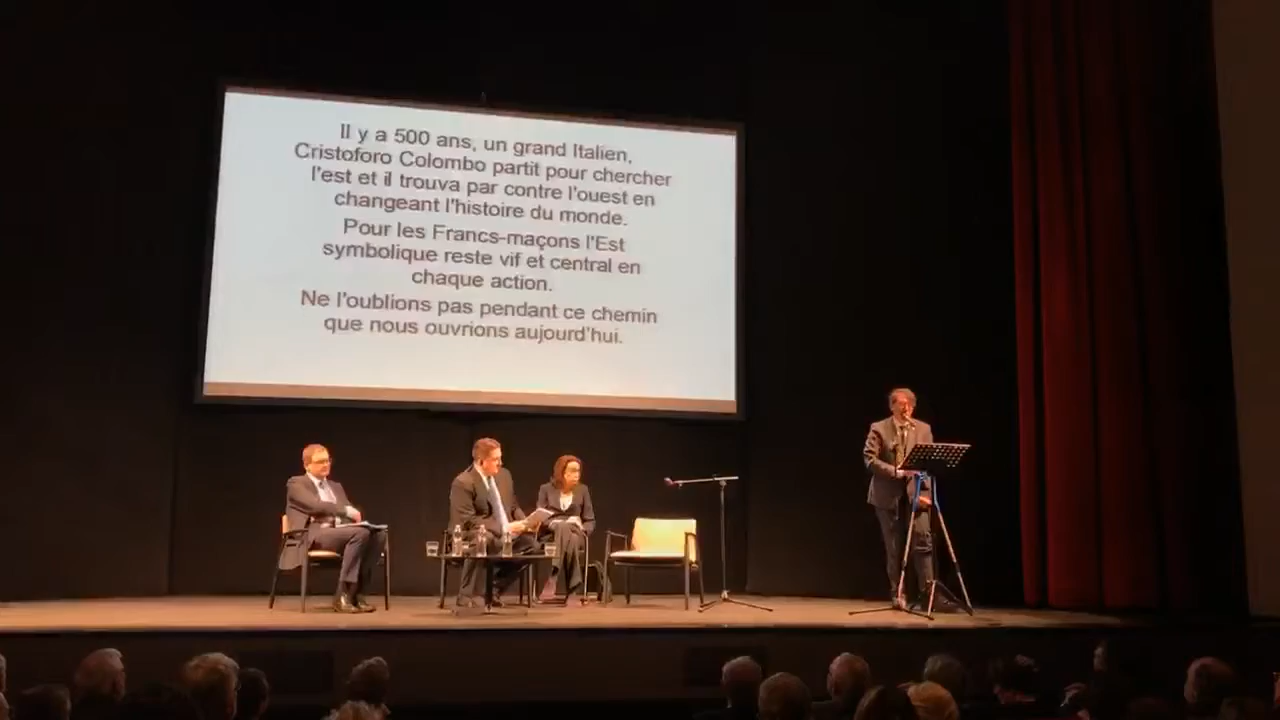 Il y a 500 ans, un grand Italien,
Cristoforo Colombo partit pour chercher
l'est et il trouva par contre l'ouest en
changeant l'histoire du monde.
Pour les Francs-maçons l'Est
symbolique reste vif et central en
chaque action.
Ne l'oublions pas pendant ce chemin
que nous ouvrions aujourd'hui.